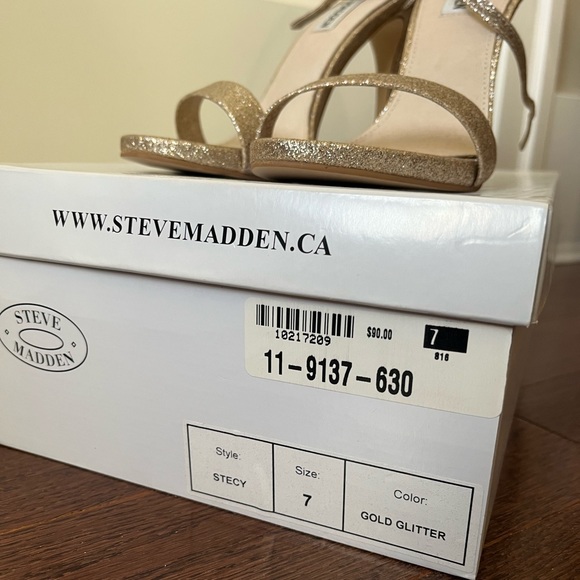 WWW.STEVEMADDEN.CA
STEVE
MADDEN
10217209
$90.00
7
816
11-9137-630
Style:
STECY
Size:
7
Color:
GOLD GLITTER